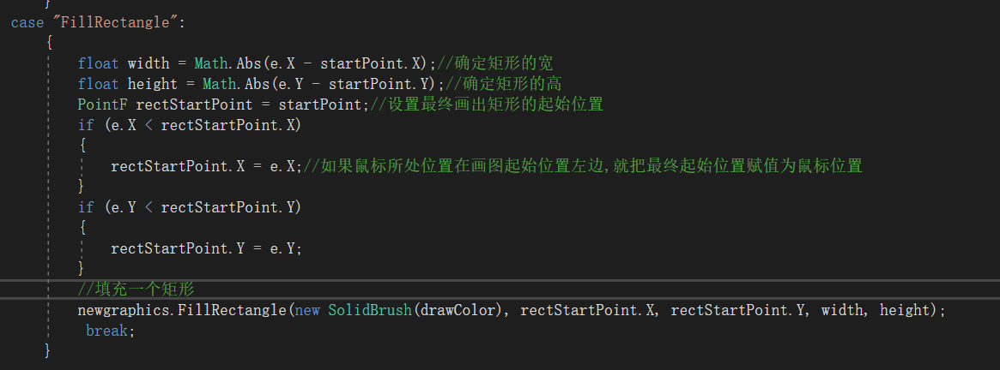 }
case "FillRectangle":
{
float width = Math.Abs(e.X - startPoint.X);//确定矩形的宽
float height = Math.Abs(e.Y - startPoint.Y);//确定矩形的高
PointF rectStartPoint = startPoint;//设置最终画出矩形的起始位置
if (e.X < rectStartPoint.X)
{
rectStartPoint.X = e.X;//如果鼠标所处位置在画图起始位置左边,就把最终起始位置赋值为鼠标位置
}
if (e.Y < rectStartPoint.Y)
{
rectStartPoint.Y = e.Y;
}
//填充一个矩形
newgraphics.FillRectangle(new SolidBrush(drawColor), rectStartPoint.X, rectStartPoint.Y, width, height);
break;
}